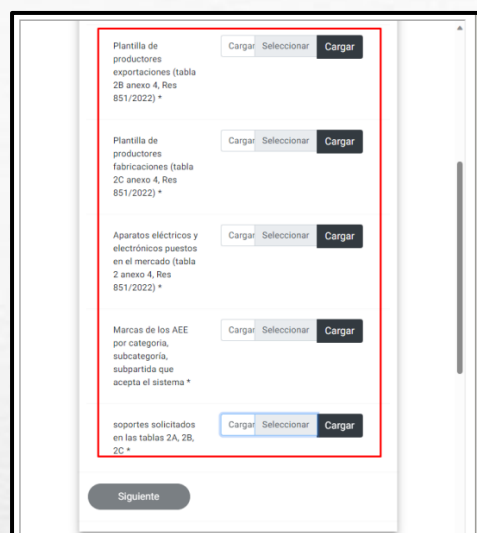 Plantilla de
productores
exportaciones (tabla
2B anexo 4, Res
851/2022) *
Cargar Seleccionar Cargar
Plantilla de
productores
fabricaciones (tabla
2C anexo 4, Res
851/2022) *
Cargar Seleccionar Cargar
Aparatos eléctricos y
electrónicos puestos
en el mercado (tabla
2 anexo 4, Res
851/2022) *
Cargar Seleccionar Cargar
Marcas de los AEE
por categoria,
subcategoría,
subpartida que
acepta el sistema *
Cargar Seleccionar Cargar
soportes solicitados
en las tablas 2A, 2B,
2C *
Cargar Seleccionar Cargar
Siguiente